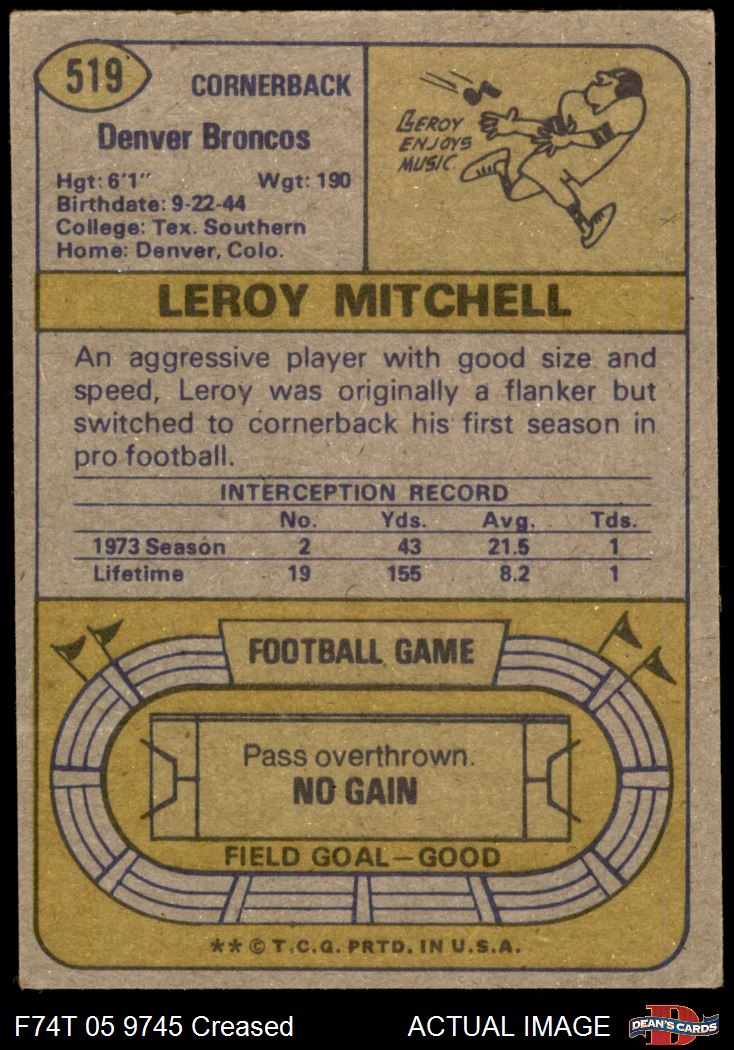 519
CORNERBACK
Denver Broncos
Hgt: 6'1" Wgt: 190
Birthdate: 9-22-44
College: Tex. Southern
Home: Denver, Colo.
LEROY
ENJOYS
MUSIC.
LEROY MITCHELL
An aggressive player with good size and
speed, Leroy was originally a flanker but
switched to cornerback his first season in
pro football.
INTERCEPTION RECORD
No. Yds. Avg. Tds.
1973 Season 2 43 21.5 1
Lifetime 19 155 8.2 1
FOOTBALL GAME
Pass overthrown.
NO GAIN
FIELD GOAL—GOOD
** © T.C.G. PRTD. IN U.S.A.
F74T 05 9745 Creased ACTUAL IMAGE
DEAN'S CARDS